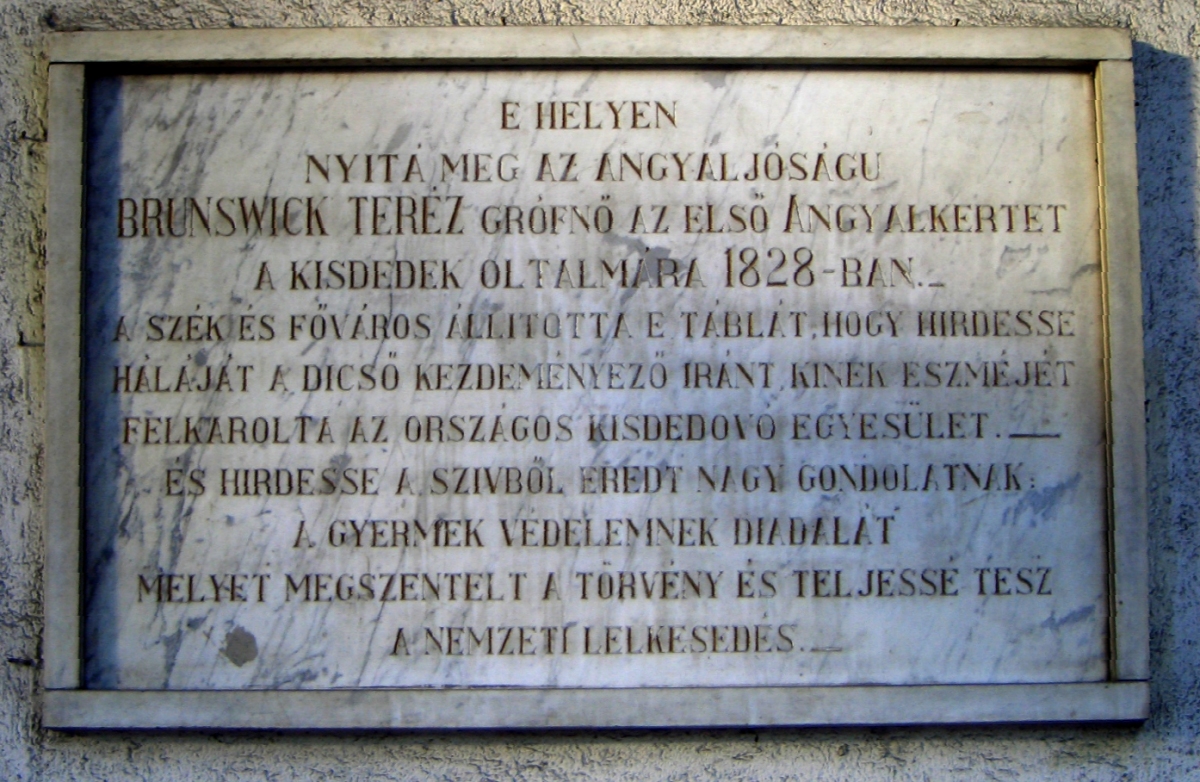 E HELYEN
NYITÁ MEG AZ ANGYALJÓSÁGU
BRUNSWICK TERÉZ GRÓFNŐ AZ ELSŐ ANGYALKERTET
A KISDEDEK OLTALMÁRA 1828-BAN._
A SZÉK ÉS FŐVÁROS ÁLLITOTTA E TÁBLÁT, HOGY HIRDESSE
HÁLÁJÁT A DICSŐ KEZDEMÉNYEZŐ IRÁNT, KINEK ESZMÉJÉT
FELKAROLTA AZ ORSZÁGOS KISDEDOVÓ EGYESÜLET. —
ÉS HIRDESSE A SZIVBŐL EREDT NAGY GONDOLATNAK:
A GYERMEK VÉDELEMNEK DIADALÁT
MELYET MEGSZENTELT A TÖRVÉNY ÉS TELJESSÉ TESZ
A NEMZETI LELKESEDÉS._